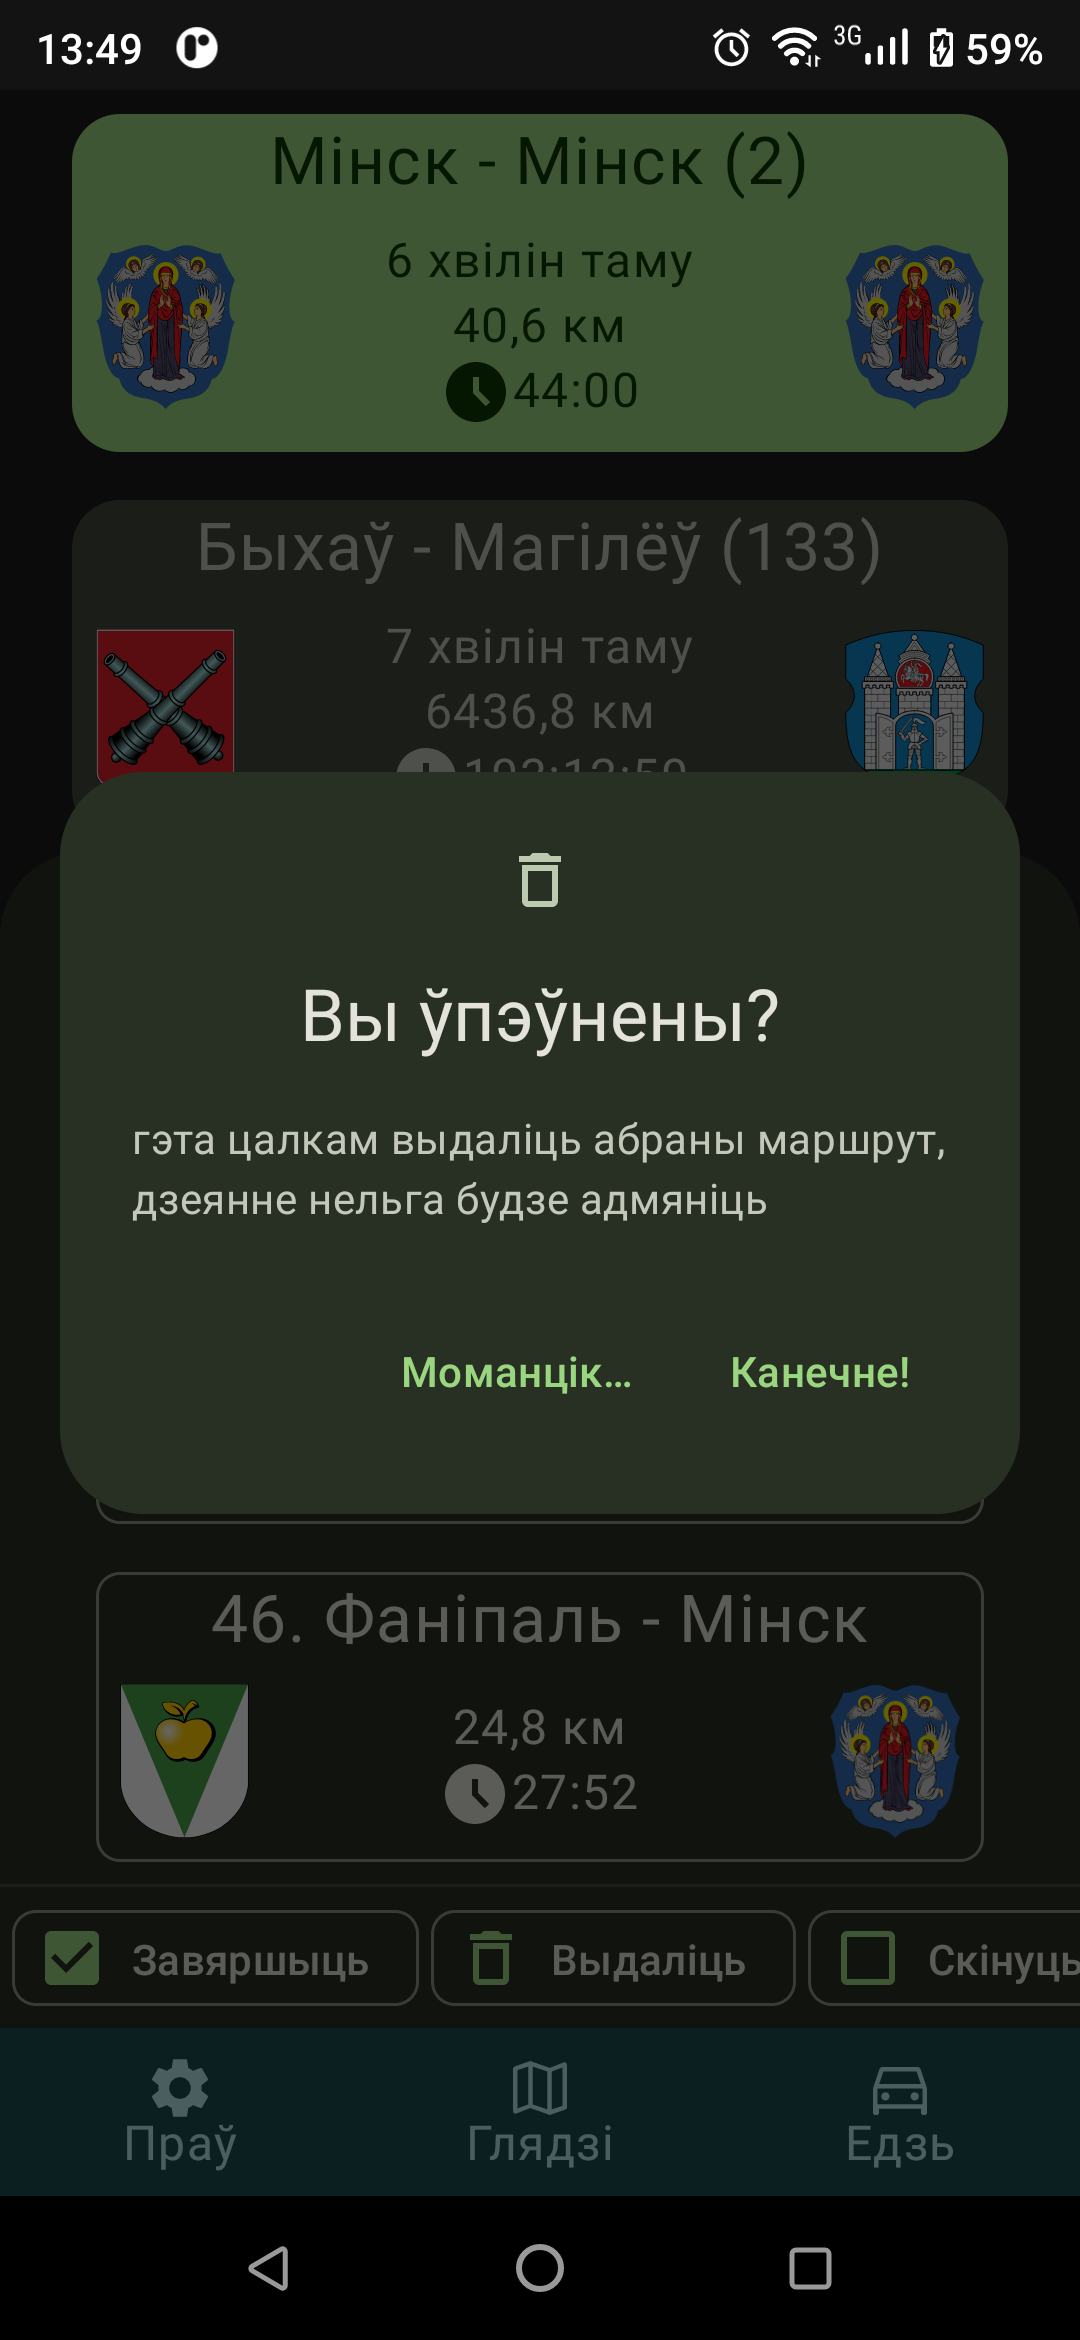 13:49
3G
59%
Мінск - Мінск (2)
6 хвілін таму
40,6 км
44:00
Быхаў - Магілёў (133)
7 хвілін таму
6436,8 км
Вы ўпэўнены?
гэта цалкам выдаліць абраны маршрут,
дзеянне нельга будзе адмяніць
Моманцік...
Канечне!
46. Фаніпаль - Мінск
24,8 км
27:52
Завяршыць
Выдаліць
Скінуць
Праў
Глядзі
Едзь